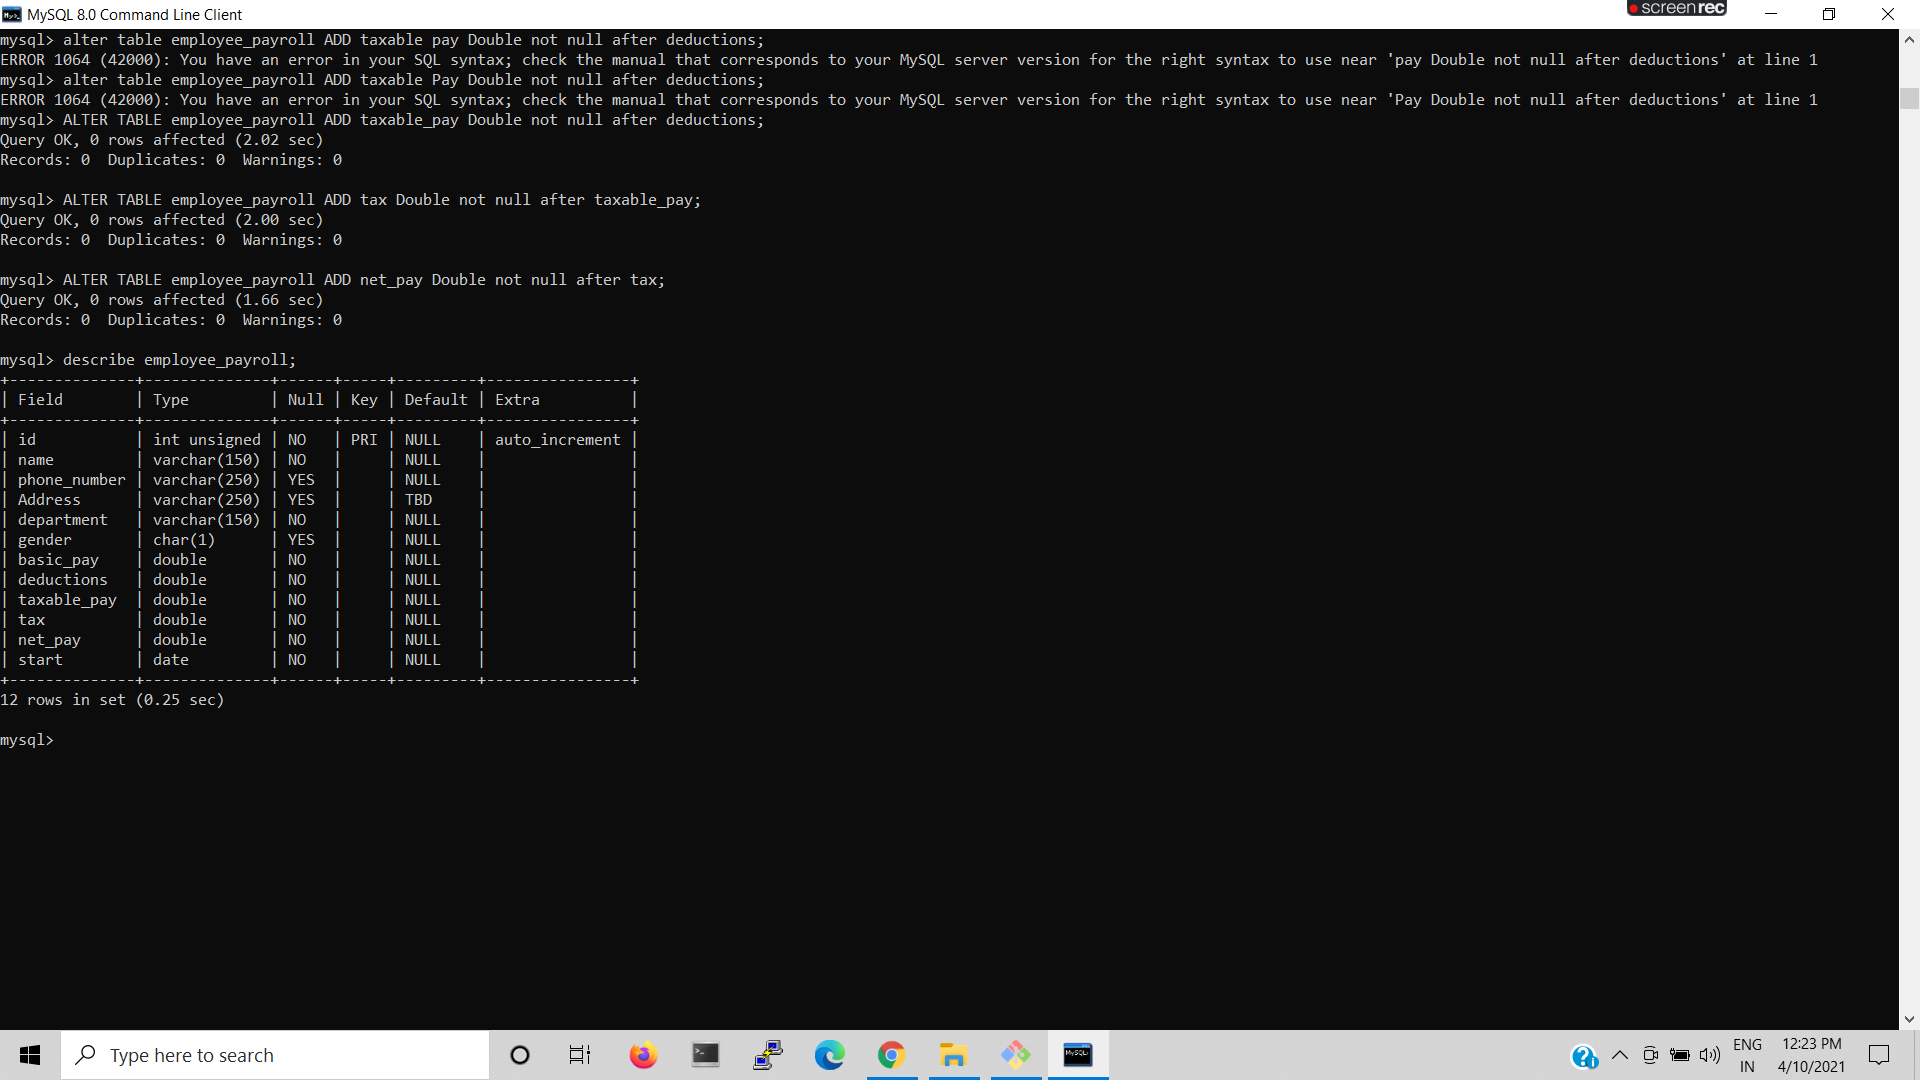 MySQL 8.0 Command Line Client
screenrec
mysql> alter table employee_payroll ADD taxable pay Double not null after deductions;
ERROR 1064 (42000): You have an error in your SQL syntax; check the manual that corresponds to your MySQL server version for the right syntax to use near 'pay Double not null after deductions' at line 1
mysql> alter table employee_payroll ADD taxable Pay Double not null after deductions;
ERROR 1064 (42000): You have an error in your SQL syntax; check the manual that corresponds to your MySQL server version for the right syntax to use near 'Pay Double not null after deductions' at line 1
mysql> ALTER TABLE employee_payroll ADD taxable_pay Double not null after deductions;
Query OK, 0 rows affected (2.02 sec)
Records: 0  Duplicates: 0  Warnings: 0
mysql> ALTER TABLE employee_payroll ADD tax Double not null after taxable_pay;
Query OK, 0 rows affected (2.00 sec)
Records: 0  Duplicates: 0  Warnings: 0
mysql> ALTER TABLE employee_payroll ADD net_pay Double not null after tax;
Query OK, 0 rows affected (1.66 sec)
Records: 0  Duplicates: 0  Warnings: 0
mysql> describe employee_payroll;
+--------------+--------------+------+-----+---------+----------------+
| Field        | Type         | Null | Key | Default | Extra          |
+--------------+--------------+------+-----+---------+----------------+
| id           | int unsigned | NO   | PRI | NULL    | auto_increment |
| name         | varchar(150) | NO   |     | NULL    |                |
| phone_number | varchar(250) | YES  |     | NULL    |                |
| Address      | varchar(250) | YES  |     | TBD     |                |
| department   | varchar(150) | NO   |     | NULL    |                |
| gender       | char(1)      | YES  |     | NULL    |                |
| basic_pay    | double       | NO   |     | NULL    |                |
| deductions   | double       | NO   |     | NULL    |                |
| taxable_pay  | double       | NO   |     | NULL    |                |
| tax          | double       | NO   |     | NULL    |                |
| net_pay      | double       | NO   |     | NULL    |                |
| start        | date         | NO   |     | NULL    |                |
+--------------+--------------+------+-----+---------+----------------+
12 rows in set (0.25 sec)
mysql>
Type here to search
ENG
IN
12:23 PM
4/10/2021